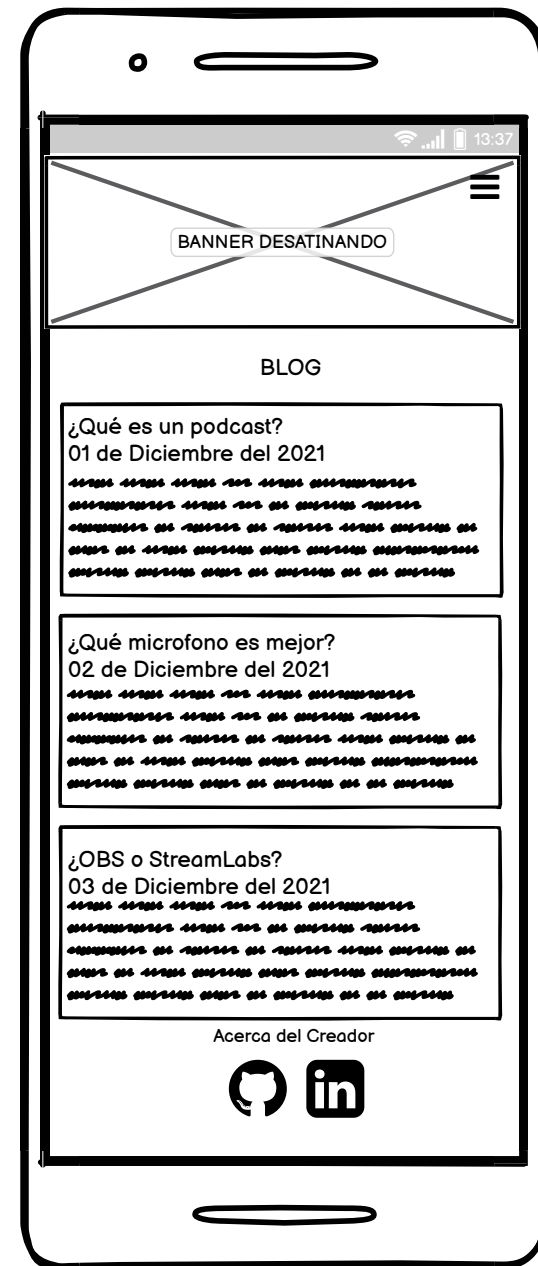 13:37
BANNER DESATINANDO
BLOG
¿Qué es un podcast?
01 de Diciembre del 2021
¿Qué microfono es mejor?
02 de Diciembre del 2021
¿OBS o StreamLabs?
03 de Diciembre del 2021
Acerca del Creador
in